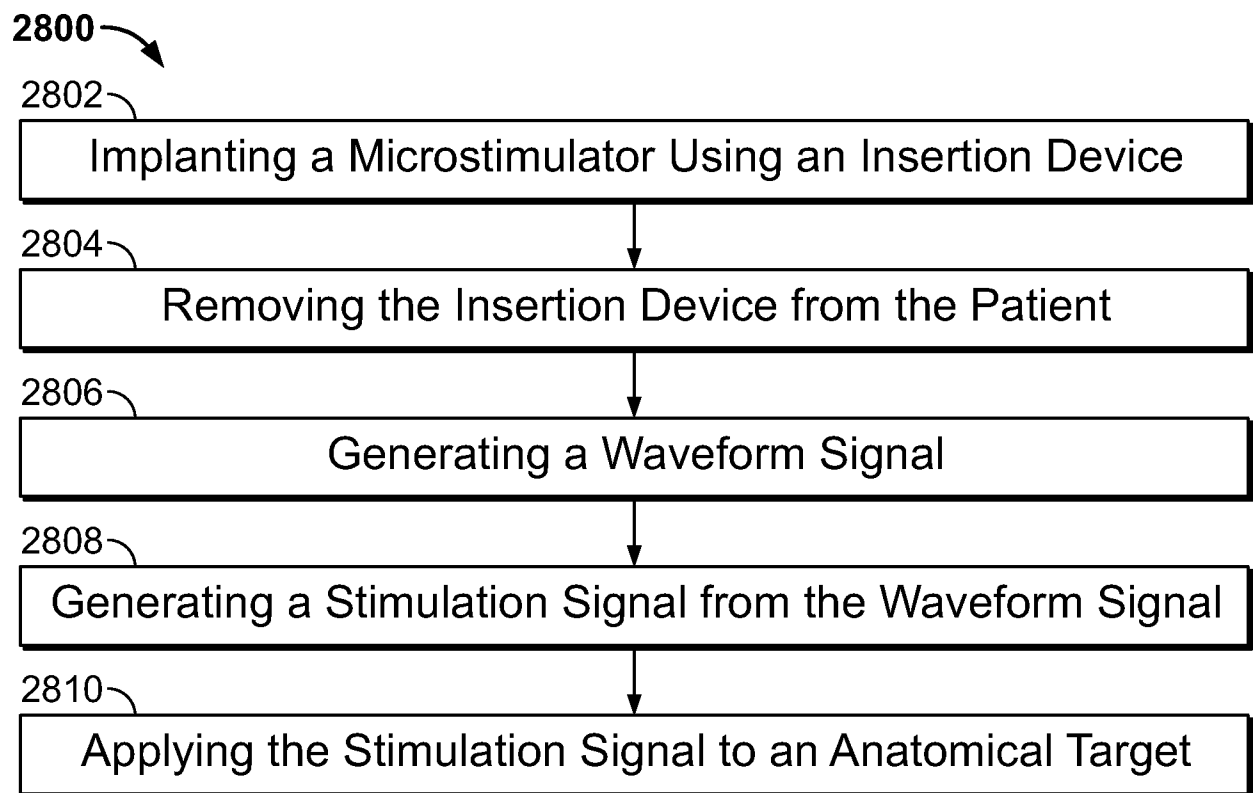 2800
2802
Implanting a Microstimulator Using an Insertion Device
2804
Removing the Insertion Device from the Patient
2806
Generating a Waveform Signal
2808
Generating a Stimulation Signal from the Waveform Signal
2810
Applying the Stimulation Signal to an Anatomical Target